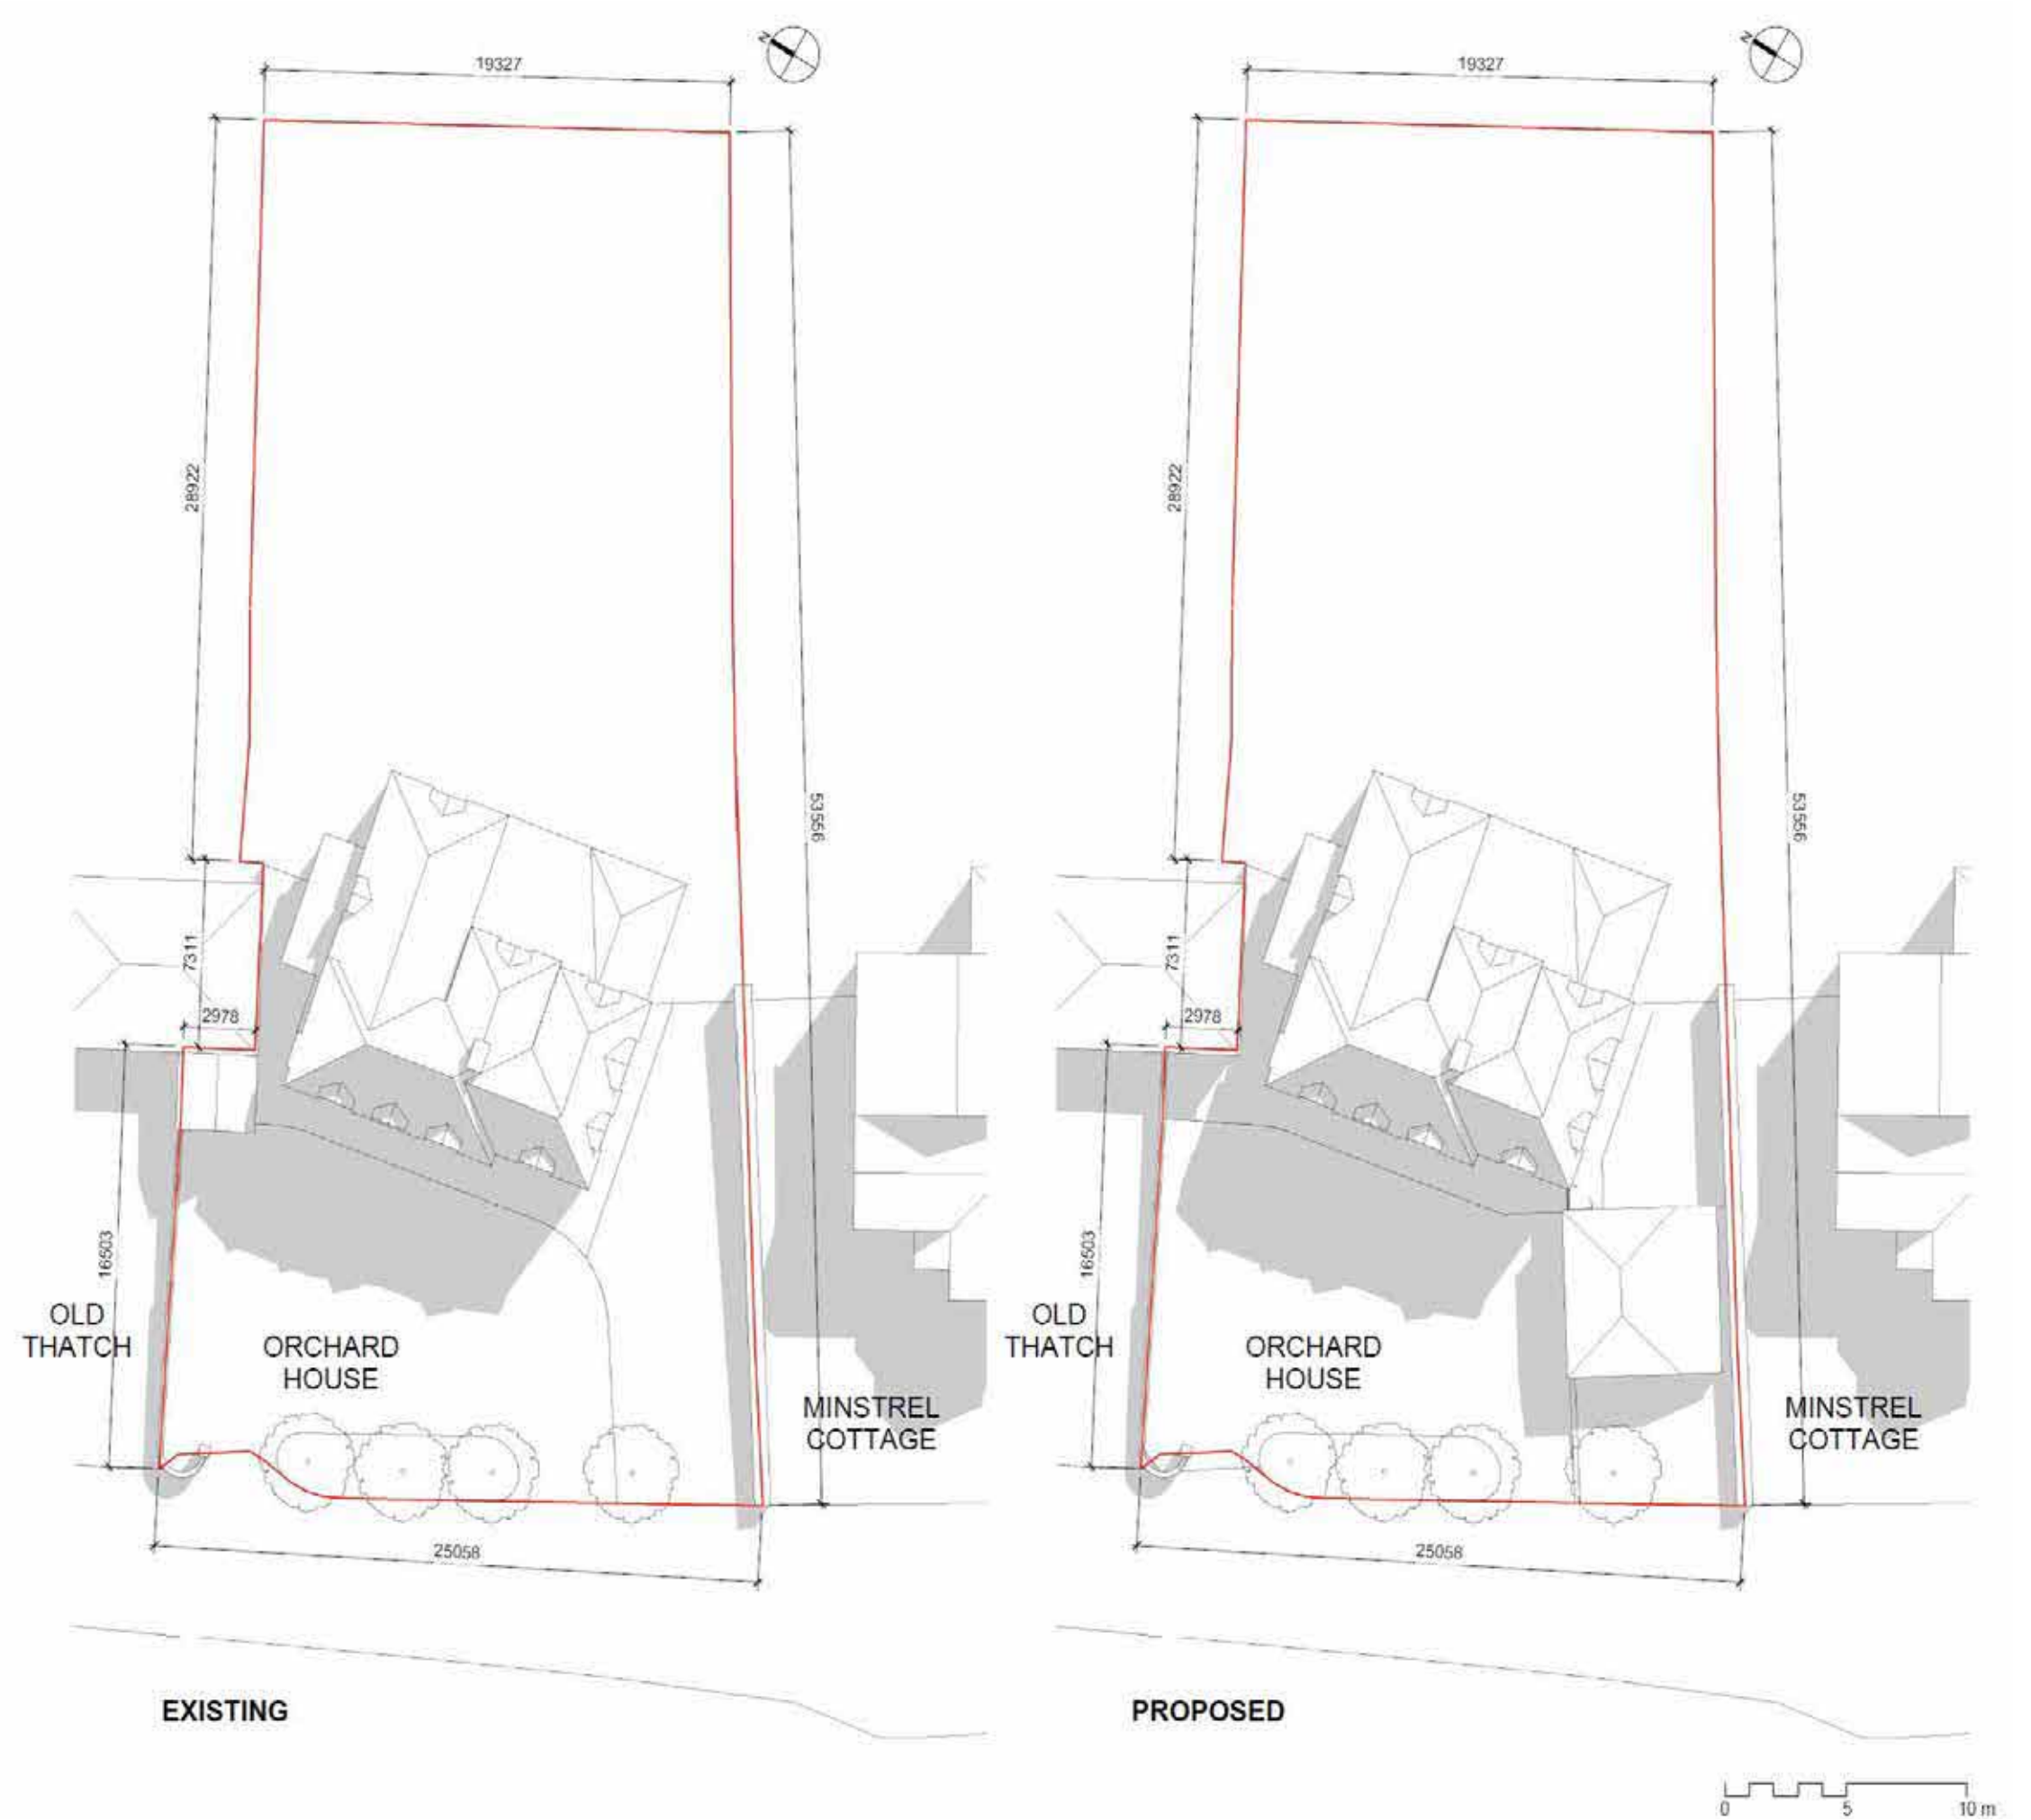 N
19327
28922
53556
7311
2978
16503
OLD
THATCH
ORCHARD
HOUSE
MINSTREL
COTTAGE
25058
EXISTING
N
19327
28922
53556
7311
2978
16503
OLD
THATCH
ORCHARD
HOUSE
MINSTREL
COTTAGE
25058
PROPOSED
0 5 10 m